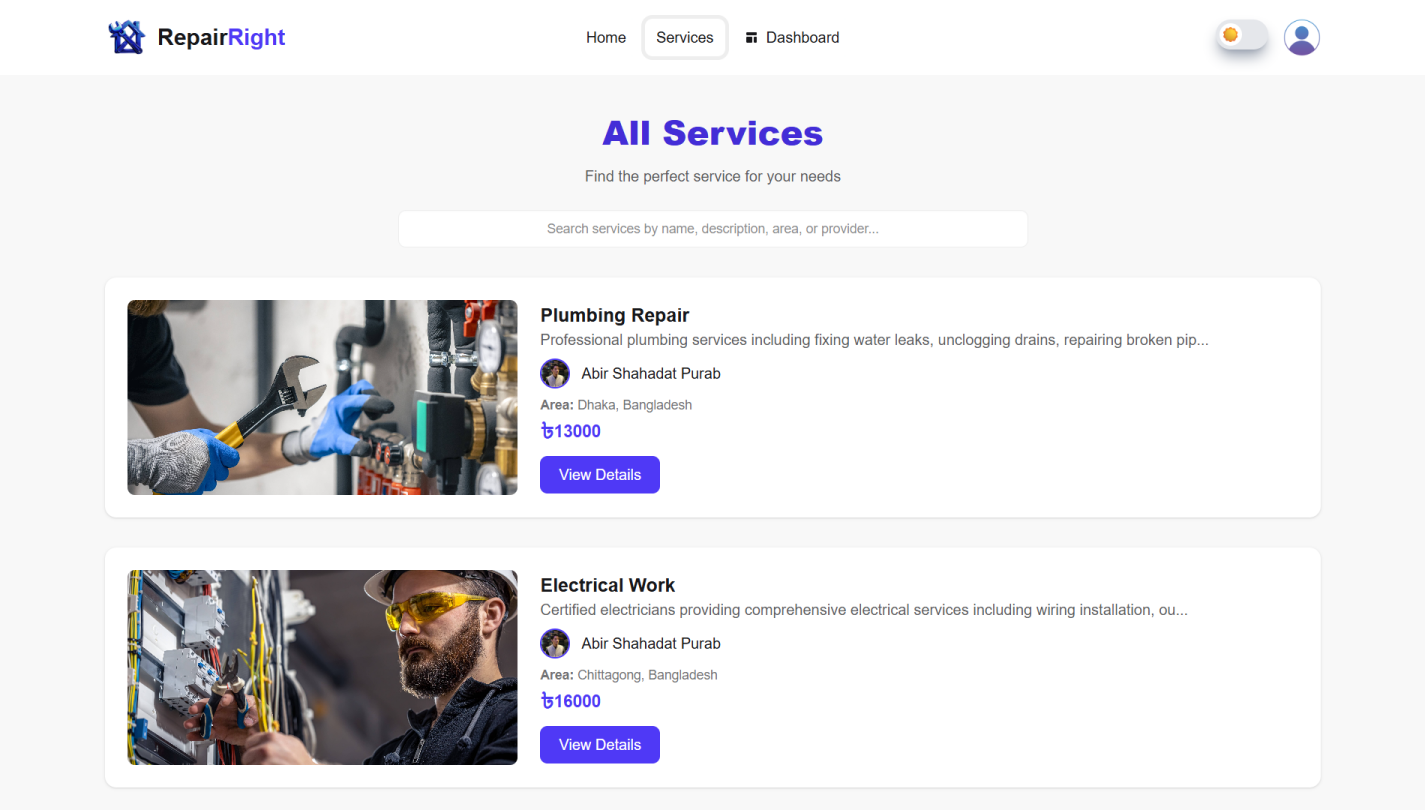 RepairRight
Home
Services
Dashboard
All Services
Find the perfect service for your needs
Search services by name, description, area, or provider...
Plumbing Repair
Professional plumbing services including fixing water leaks, unclogging drains, repairing broken pip...
Abir Shahadat Purab
Area: Dhaka, Bangladesh
৳13000
View Details
Electrical Work
Certified electricians providing comprehensive electrical services including wiring installation, ou...
Abir Shahadat Purab
Area: Chittagong, Bangladesh
৳16000
View Details